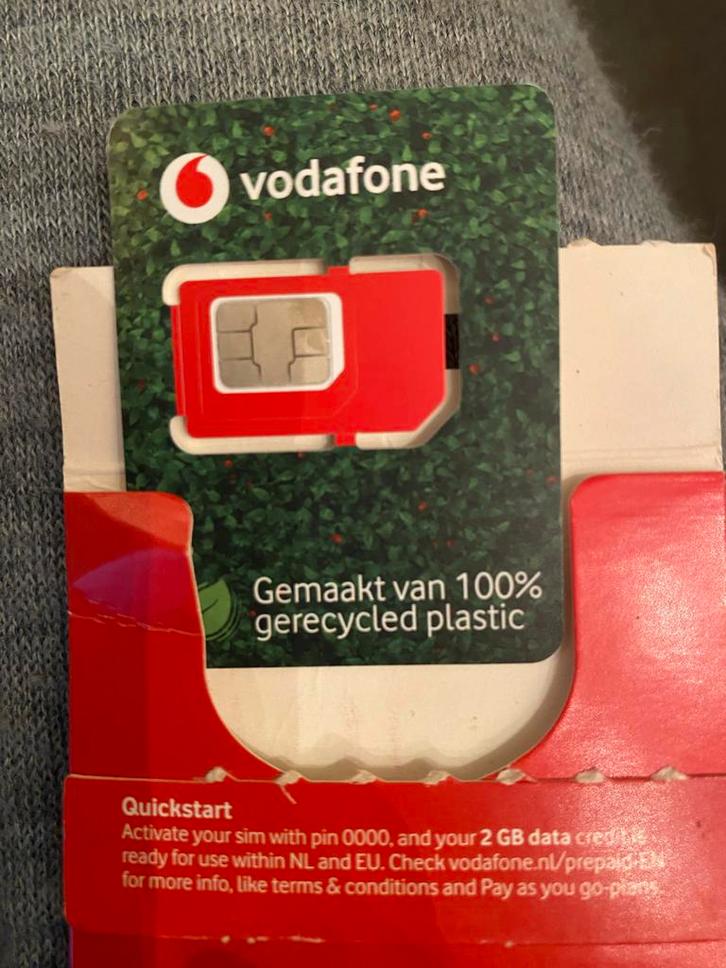 vodafone
Gemaakt van 100%
gerecycled plastic
Quickstart
Activate your sim with pin 0000, and your 2 GB data credit is
ready for use within NL and EU. Check vodafone.nl/prepaid-EN
for more info, like terms & conditions and Pay as you go-plans.